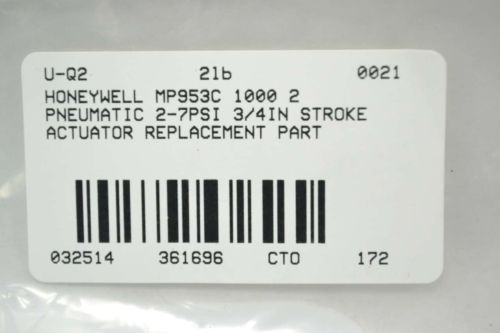 U-Q2 2lb 0021
HONEYWELL MP953C 1000 2
PNEUMATIC 2-7PSI 3/4IN STROKE
ACTUATOR REPLACEMENT PART
032514 361696 CTO 172